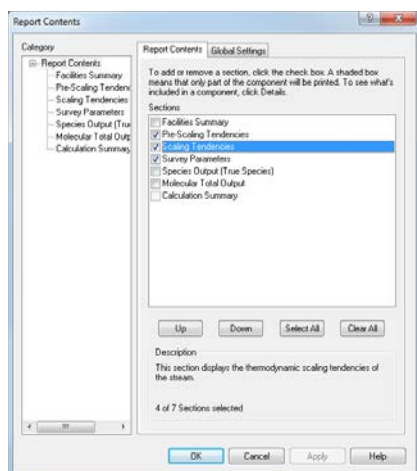 Report Contents
Category
Report Contents
Facilities Summary
Pre-Scaling Tenden
Scaling Tendencies
Survey Parameters
Species Output (True
Molecular Total Outp
Calculation Summary
Report Contents
Global Settings
To add or remove a section, click the check box. A shaded box
means that only part of the component will be printed. To see what's
included in a component, click Details.
Sections
Facilities Summary
Pre-Scaling Tendencies
Scaling Tendencies
Survey Parameters
Species Output (True Species)
Molecular Total Output
Calculation Summary
Up Down Select All Clear All
Description
This section displays the thermodynamic scaling tendencies of
the stream.
4 of 7 Sections selected
OK Cancel Apply Help